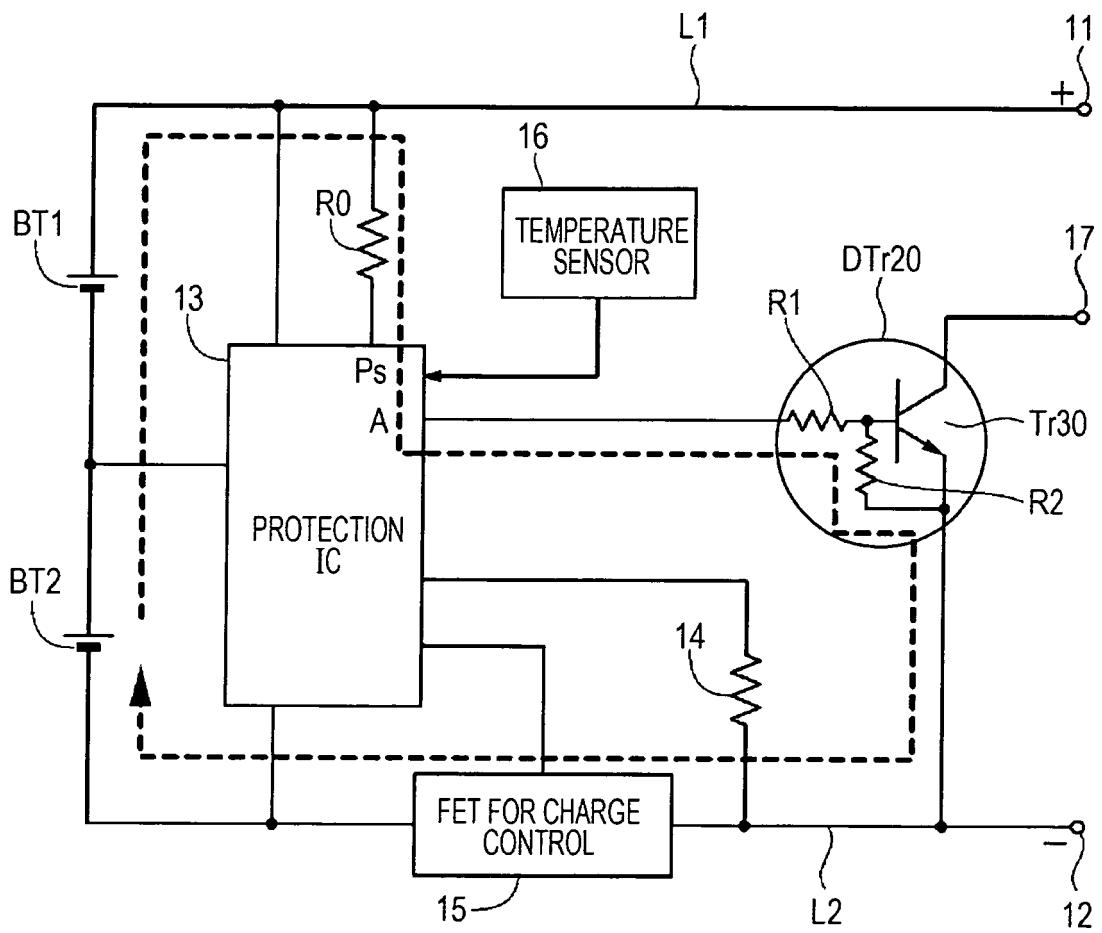 L1
11
+
16
R0
TEMPERATURE
SENSOR
17
BT1
DTr20
13
R1
Ps
A
Tr30
R2
PROTECTION
IC
BT2
14
FET FOR CHARGE
CONTROL
−
15
L2
12